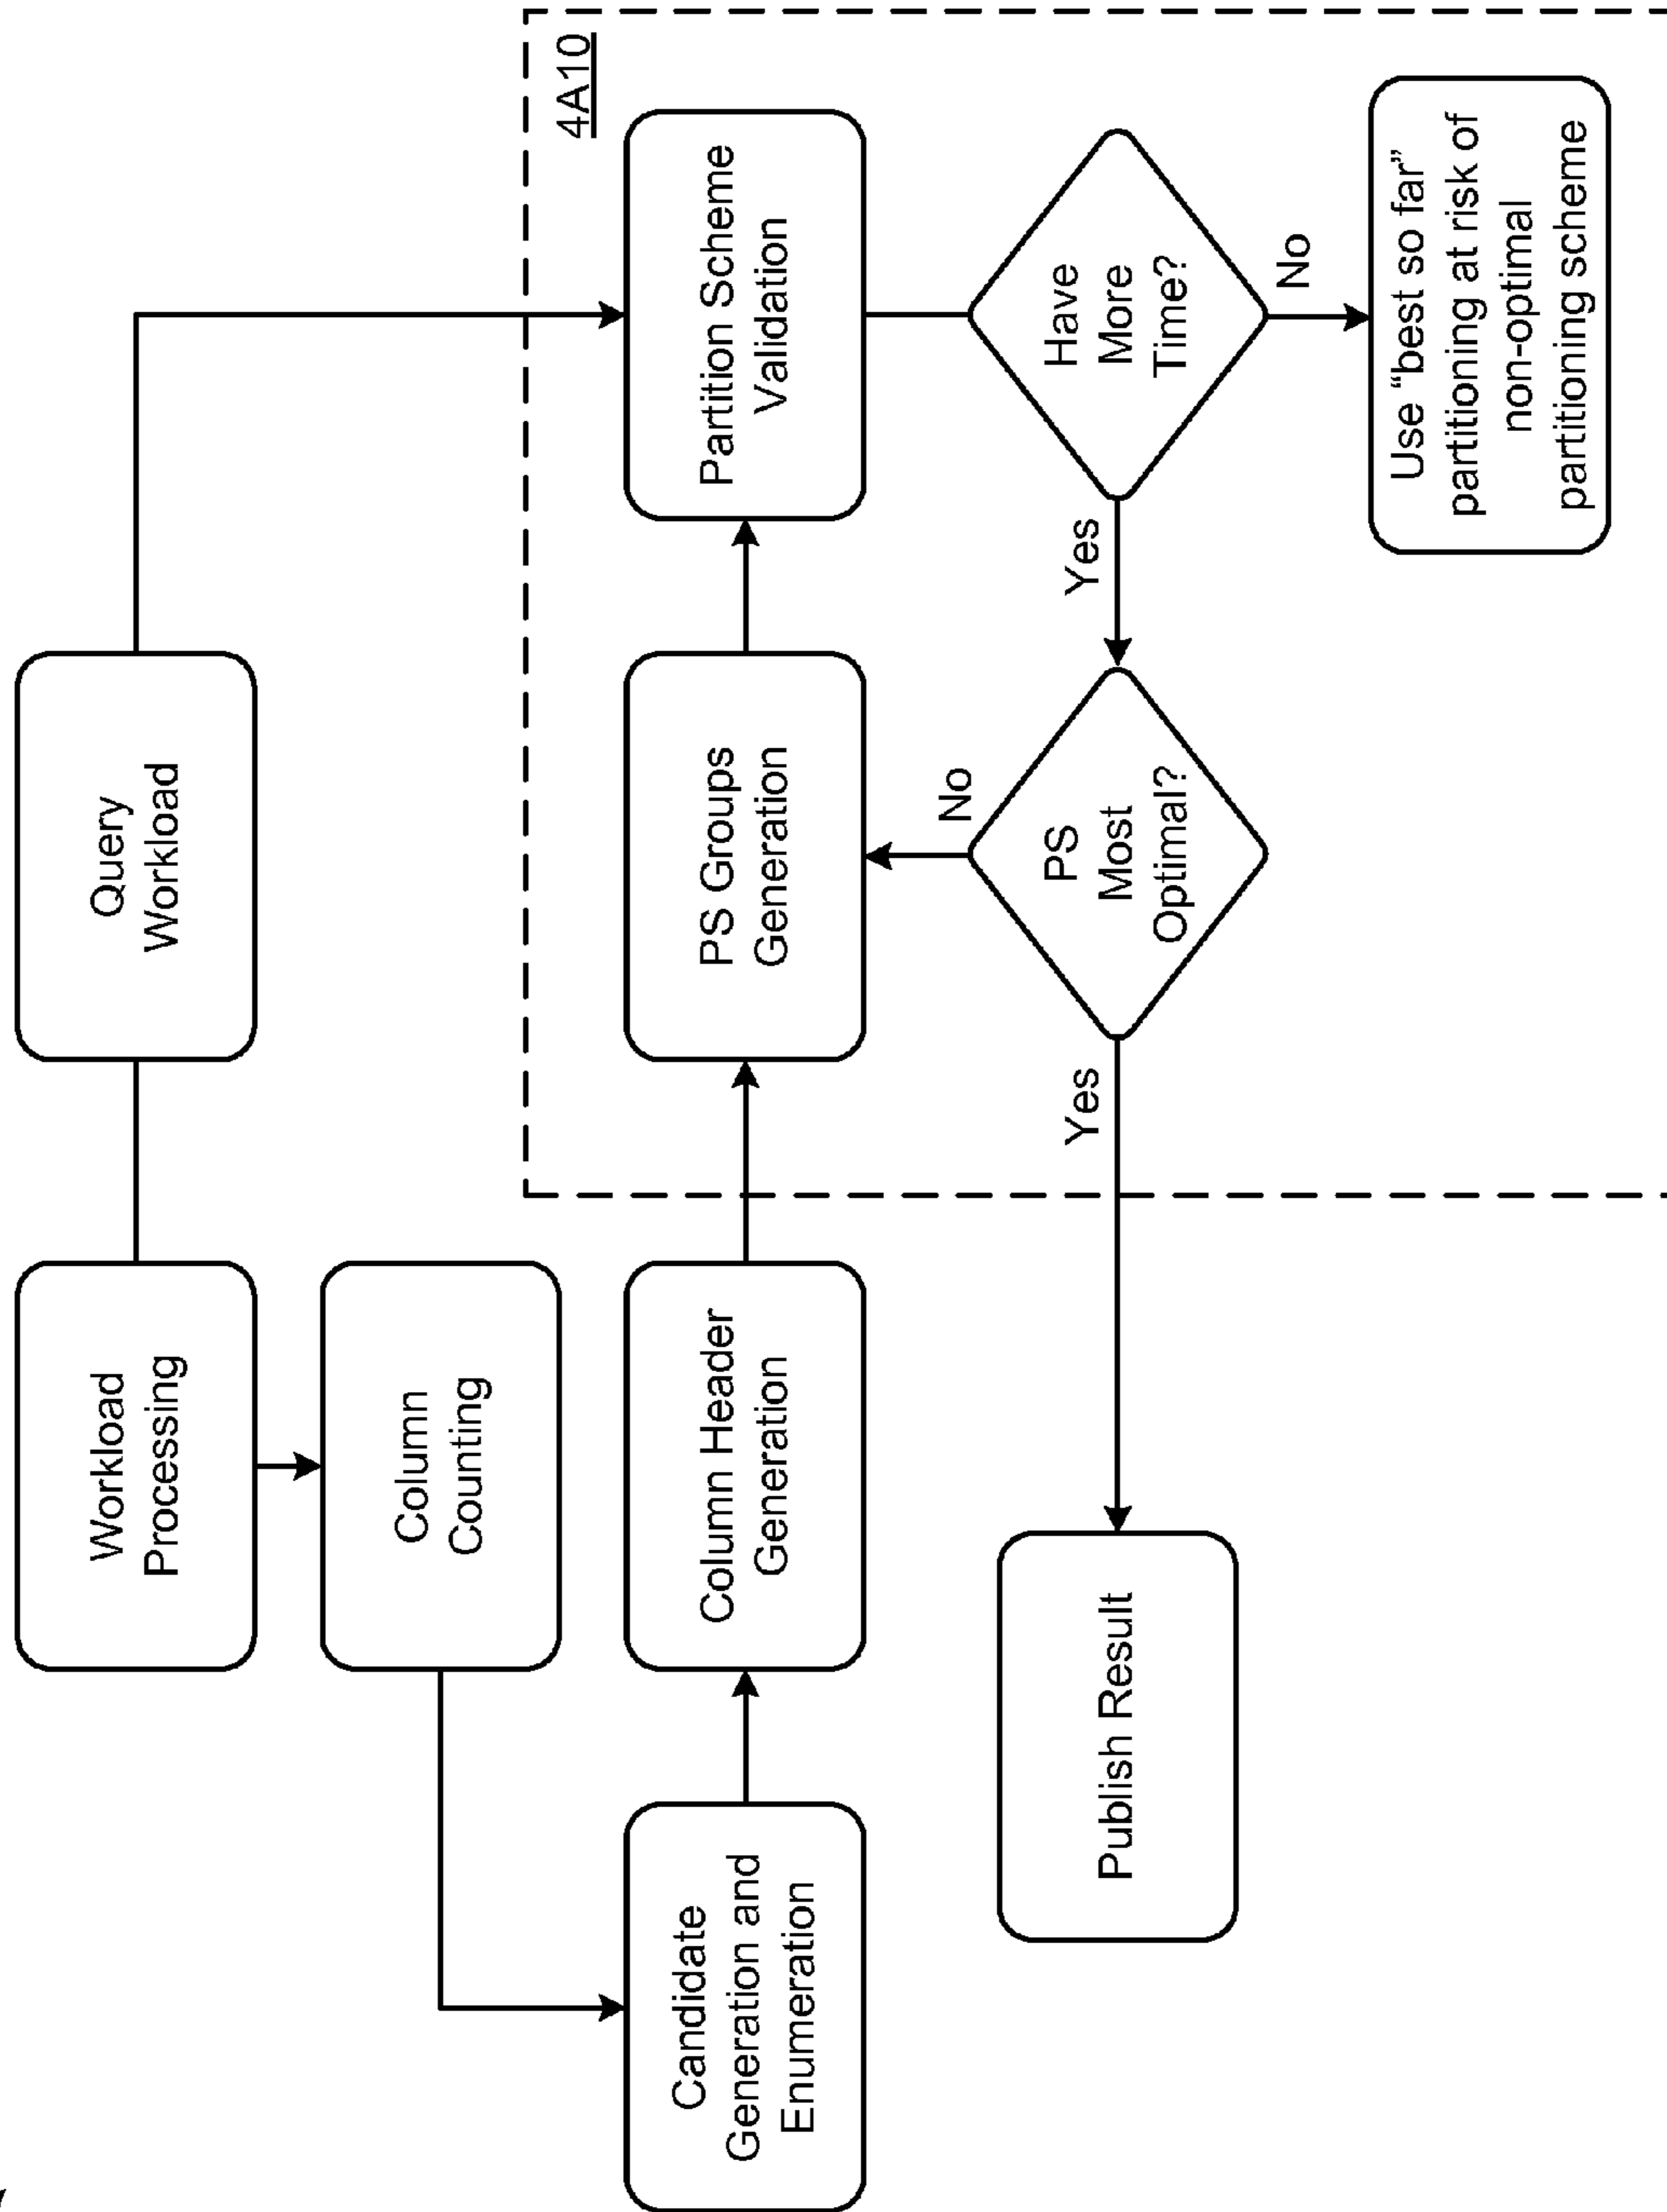 Workload
Processing
Query
Workload
Column
Counting
4A10
Candidate
Generation and
Enumeration
Column Header
Generation
PS Groups
Generation
Partition Scheme
Validation
No
Publish Result
Yes
PS
Most
Optimal?
Yes
Have
More
Time?
No
Use “best so far”
partitioning at risk of
non-optimal
partitioning scheme